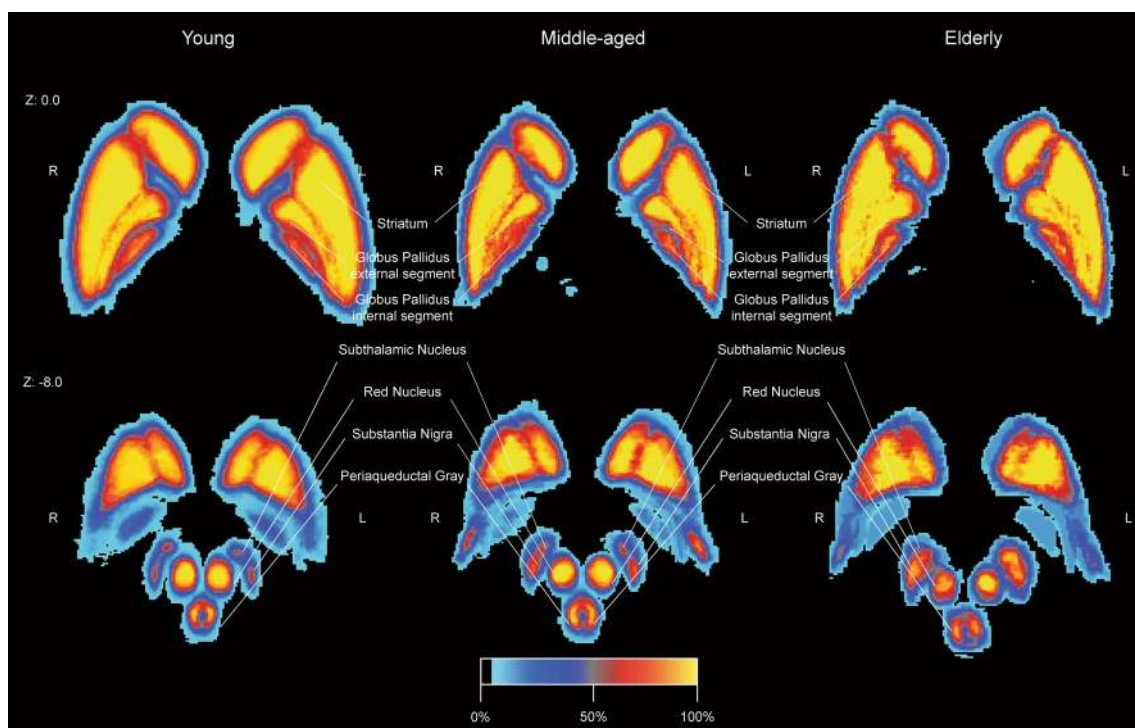 Young Middle-aged Elderly
Z: 0.0
R L R L R L
Striatum Striatum
Globus Pallidus Globus Pallidus
external segment external segment
Globus Pallidus Globus Pallidus
internal segment internal segment
Subthalamic Nucleus Subthalamic Nucleus
Z: -8.0
Red Nucleus Red Nucleus
Substantia Nigra Substantia Nigra
Periaqueductal Gray Periaqueductal Gray
R L R L R L
0% 50% 100%